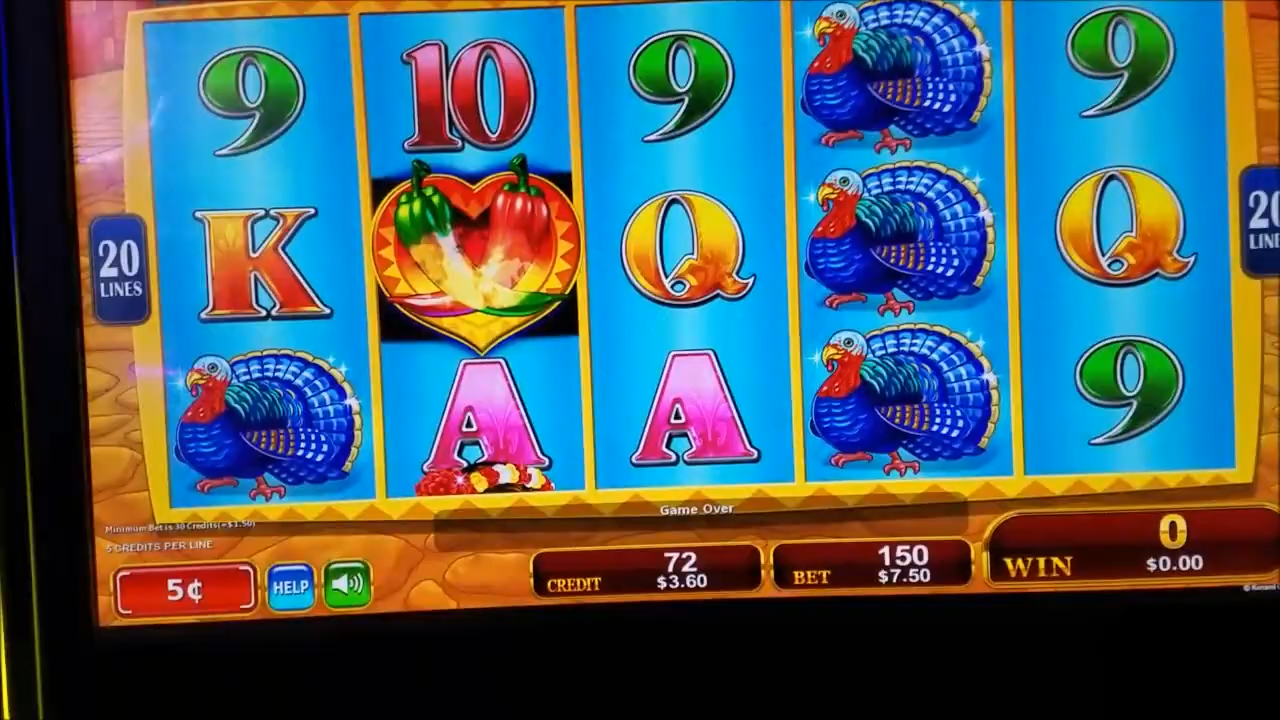 9 10 9 9
K Q Q
A A 9
20
LINES
20
LINE
Game Over
Minimum Bet is 30 Credits(=$1.50)
5 CREDITS PER LINE
5¢
HELP
CREDIT
72
$3.60
BET
150
$7.50
WIN
0
$0.00